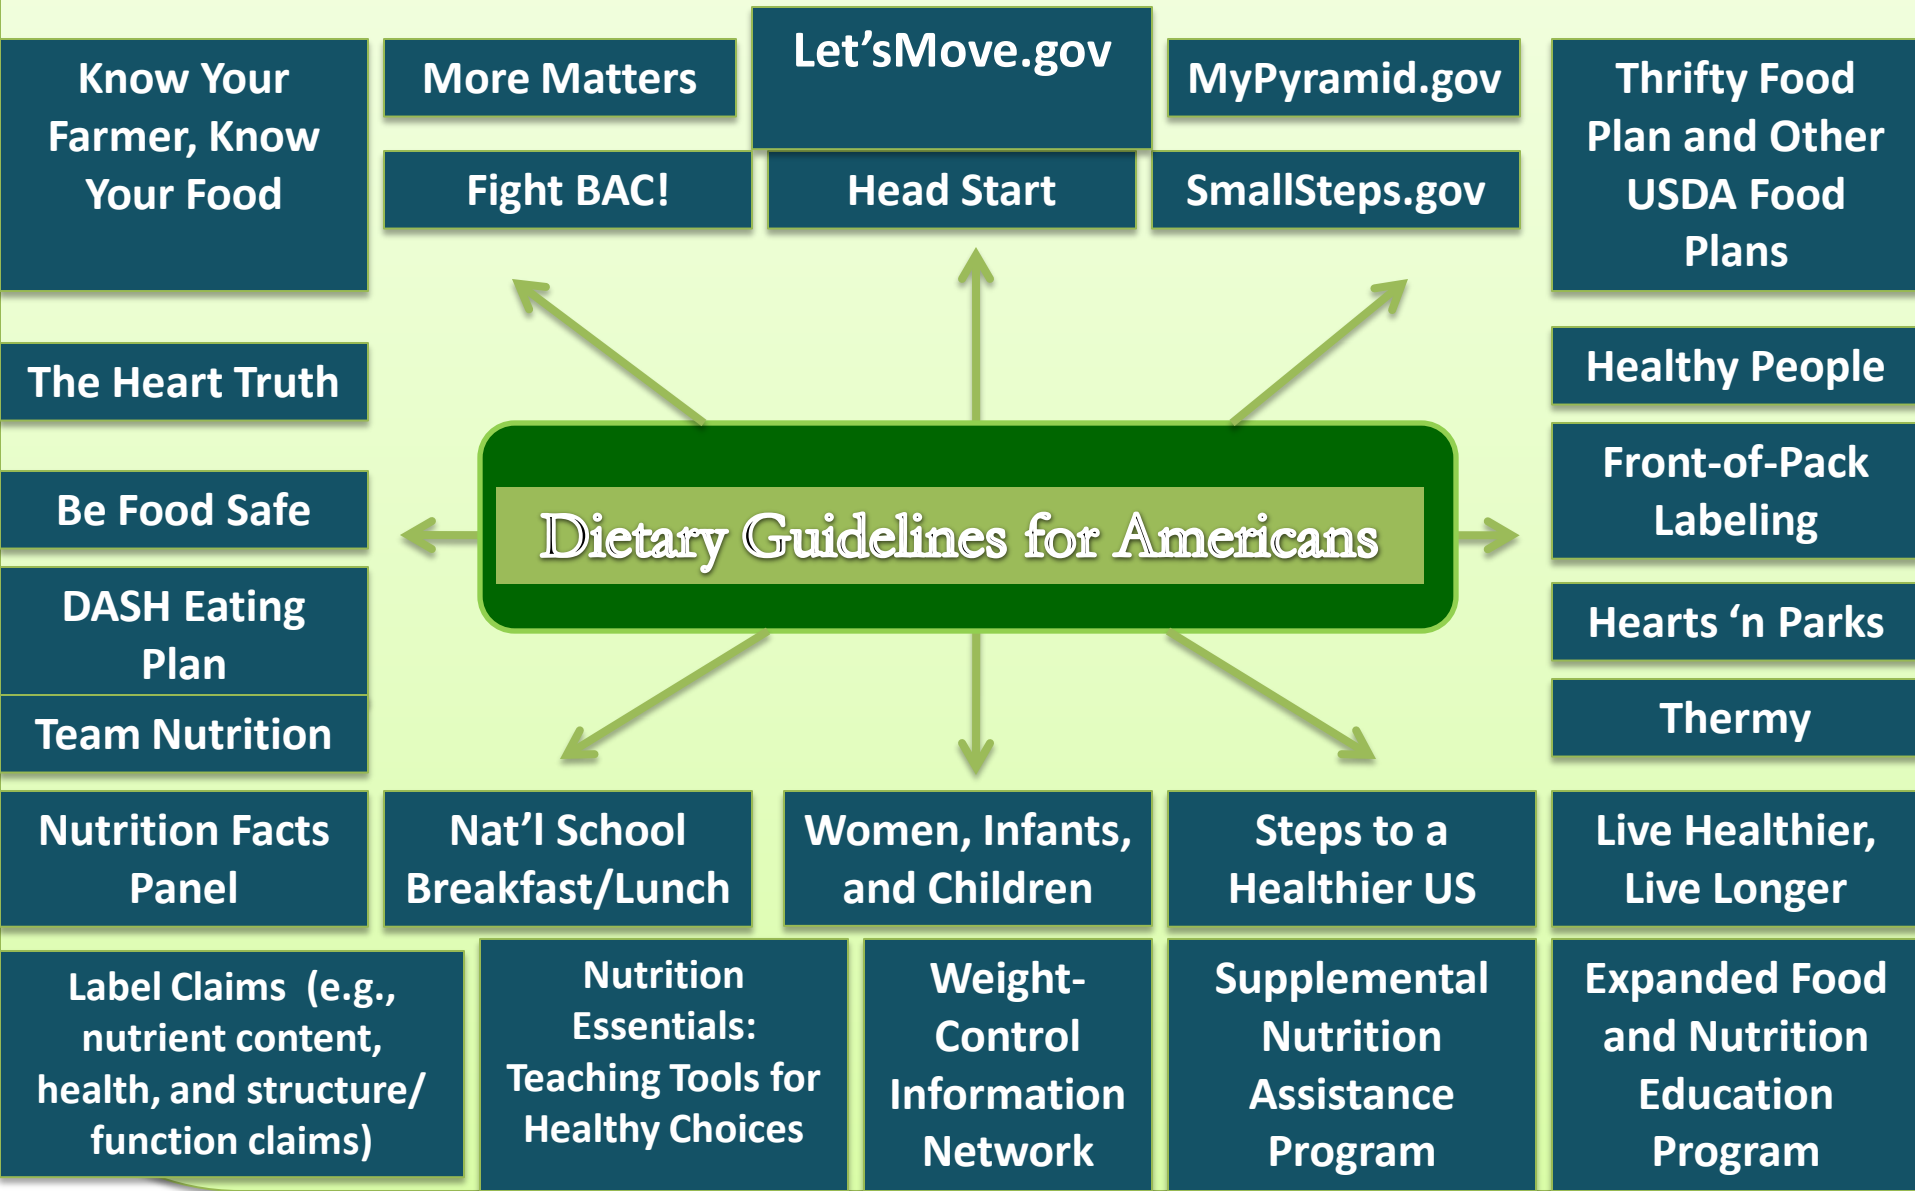 Know Your
Farmer, Know
Your Food
More Matters
Let’sMove.gov
MyPyramid.gov
Thrifty Food
Plan and Other
USDA Food
Plans
Fight BAC!
Head Start
SmallSteps.gov
The Heart Truth
Healthy People
Be Food Safe
Dietary Guidelines for Americans
Front-of-Pack
Labeling
DASH Eating
Plan
Hearts ‘n Parks
Team Nutrition
Thermy
Nutrition Facts
Panel
Nat’l School
Breakfast/Lunch
Women, Infants,
and Children
Steps to a
Healthier US
Live Healthier,
Live Longer
Label Claims (e.g.,
nutrient content,
health, and structure/
function claims)
Nutrition
Essentials:
Teaching Tools for
Healthy Choices
Weight-
Control
Information
Network
Supplemental
Nutrition
Assistance
Program
Expanded Food
and Nutrition
Education
Program